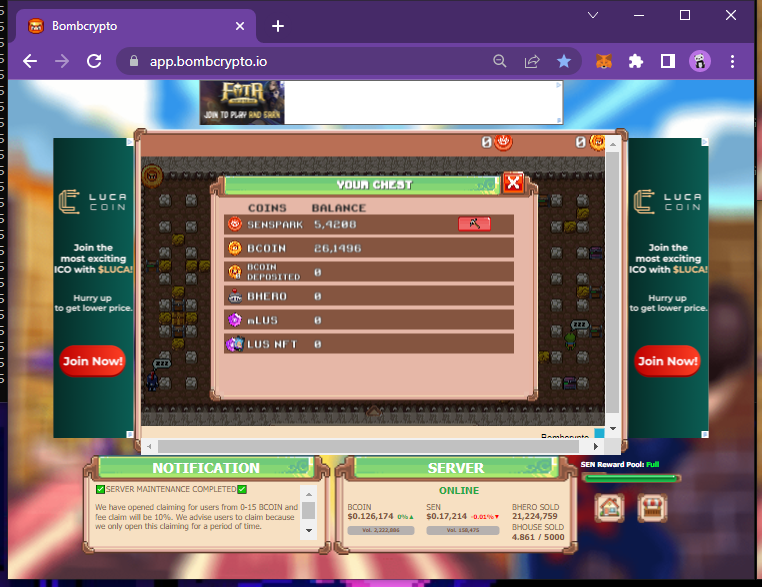 Bombcrypto
app.bombcrypto.io
FOTA
JOIN TO PLAY AND EARN
0 0
YOUR CHEST
COINS BALANCE
SENSPARK 5,4208
BCOIN 26,1496
BCOIN
DEPOSITED 0
BHERO 0
mLUS 0
LUS NFT 0
LUCA
COIN
Join the
most exciting
ICO with $LUCA!
Hurry up
to get lower price.
Join Now!
LUCA
COIN
Join the
most exciting
ICO with $LUCA!
Hurry up
to get lower price.
Join Now!
Bombcrypto
NOTIFICATION
✅SERVER MAINTENANCE COMPLETED✅
We have opened claiming for users from 0-15 BCOIN and
fee claim will be 10%. We advise users to claim because
we only open this claiming for a period of time.
SERVER
ONLINE
BCOIN
$0.126,174 0%▲
Vol. 2,222,886
SEN
$0.17,214 -0.01%▼
Vol. 158,475
BHERO SOLD
21,224,759
BHOUSE SOLD
4.861 / 5000
SEN Reward Pool: Full